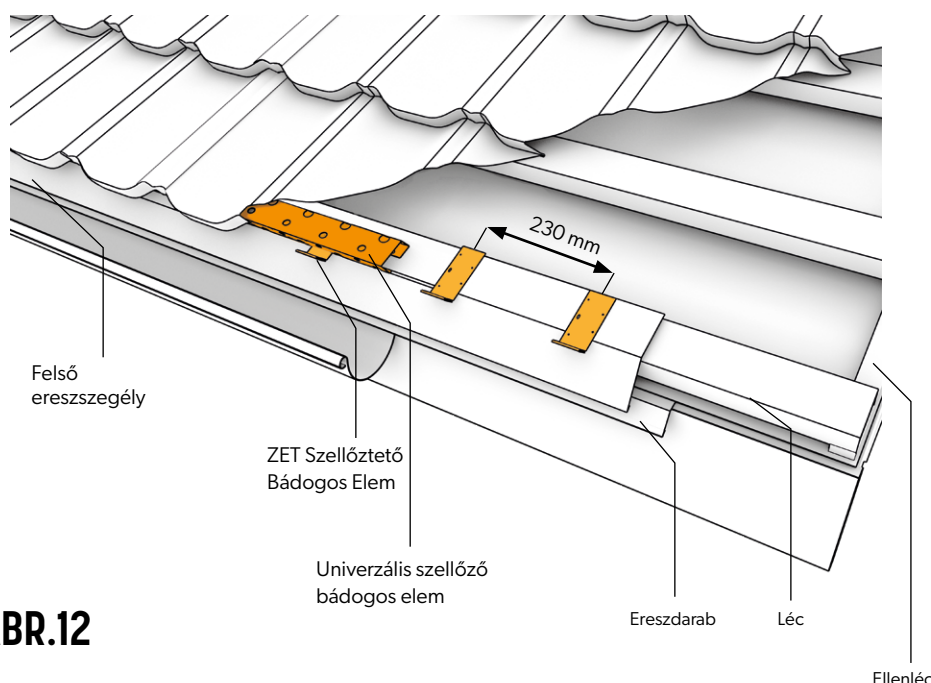 230 mm
Felső
ereszszegély
ZET Szellőztető
Bádogos Elem
Univerzális szellőző
bádogos elem
Ereszdarab
Léc
BR.12
Ellenléc